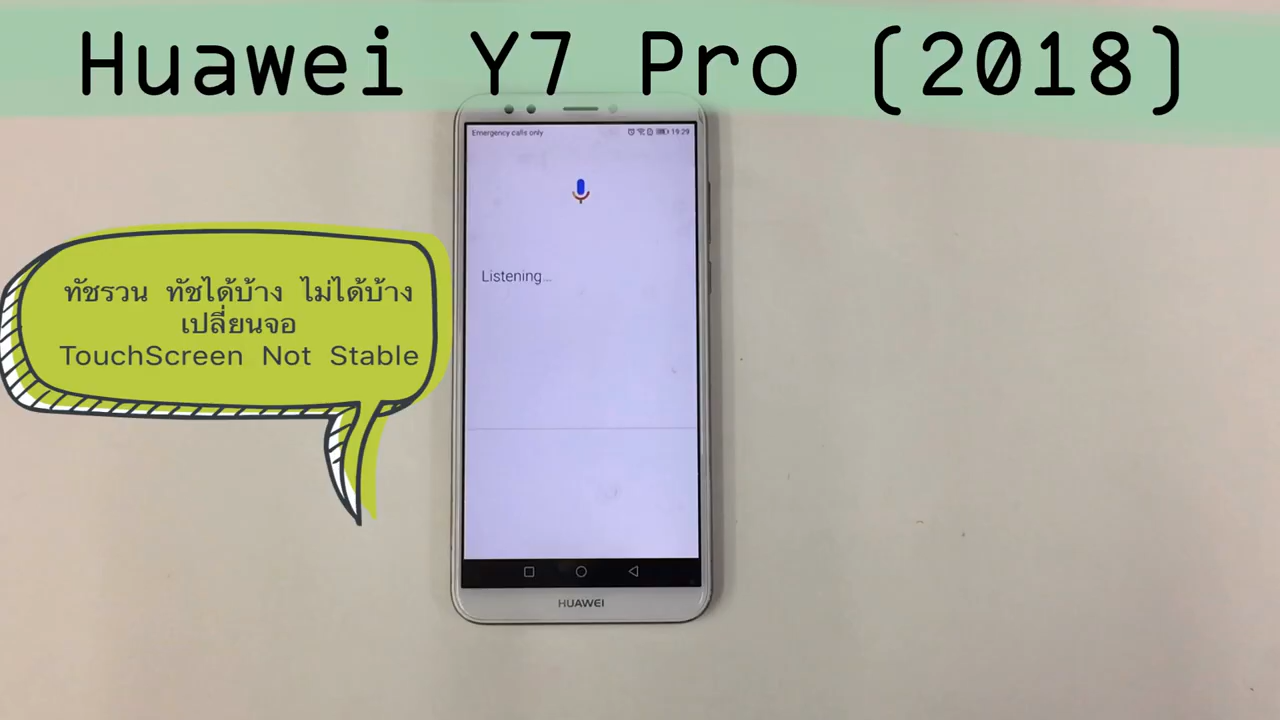 Huawei Y7 Pro (2018)
Emergency calls only 19:29
Listening...
ทัชรวน ทัชได้บ้าง ไม่ได้บ้าง
เปลี่ยนจอ
TouchScreen Not Stable
HUAWEI